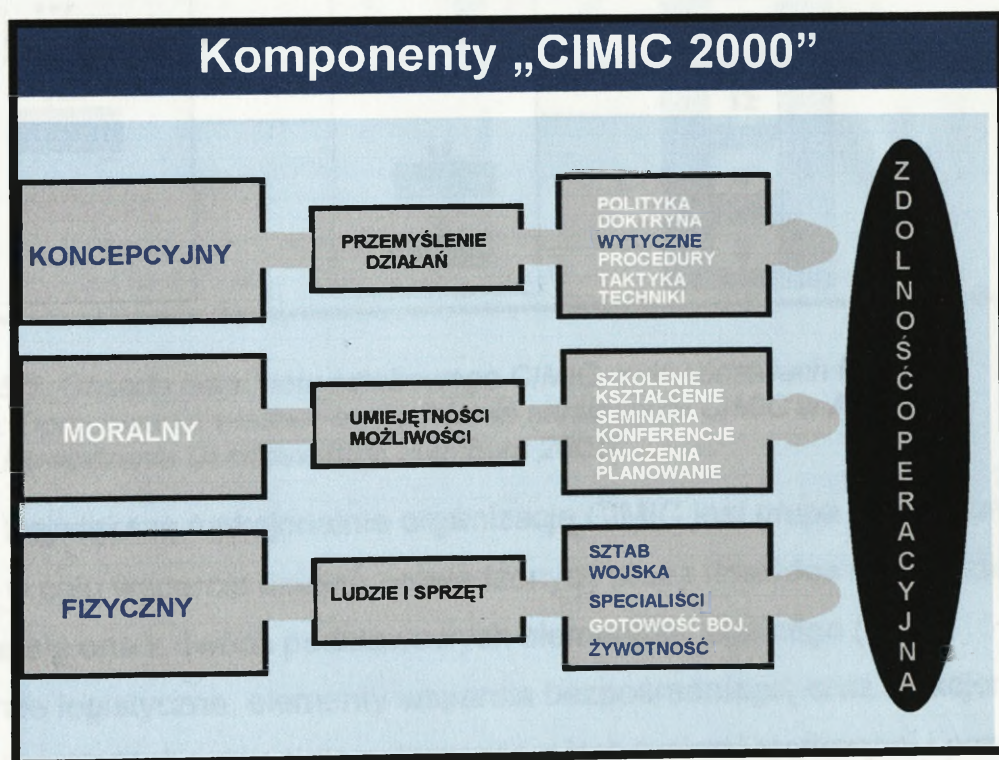 Komponenty „CIMIC 2000”
KONCEPCYJNY
PRZEMYŚLENIE
DZIAŁAŃ
POLITYKA
DOKTRYNA
WYTYCZNE
PROCEDURY
TAKTYKA
TECHNIKI
MORALNY
UMIEJĘTNOŚCI
MOŻLIWOŚCI
SZKOLENIE
KSZTAŁCENIE
SEMINARIA
KONFERENCJE
ĆWICZENIA
PLANOWANIE
FIZYCZNY
LUDZIE I SPRZĘT
SZTAB
WOJSKA
SPECJALIŚCI
GOTOWOŚĆ BOJ.
ŻYWOTNOŚĆ
ZDOLNOŚĆ OPERACYJNA